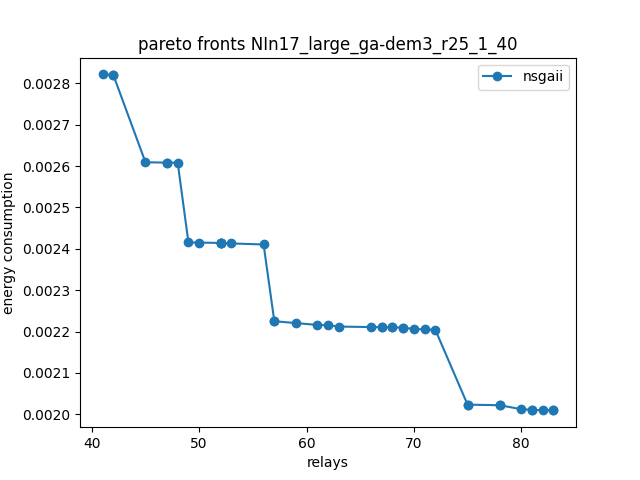 pareto fronts NIn17_large_ga-dem3_r25_1_40
nsgaii
0.0028
0.0027
0.0026
0.0025
0.0024
0.0023
0.0022
0.0021
0.0020
energy consumption
40 50 60 70 80
relays